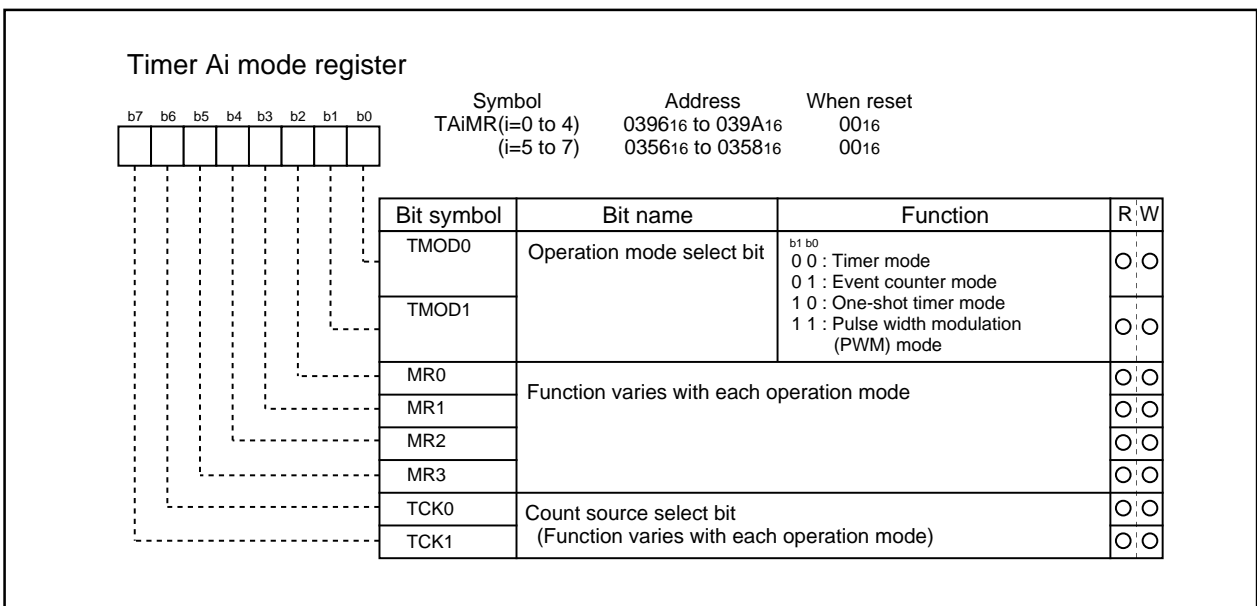 Timer Ai mode register
Symbol Address When reset
TAiMR(i=0 to 4) 039616 to 039A16 0016
(i=5 to 7) 035616 to 035816 0016
b7 b6 b5 b4 b3 b2 b1 b0
Bit symbol Bit name Function R W
TMOD0 Operation mode select bit
b1 b0
0 0 : Timer mode
0 1 : Event counter mode
1 0 : One-shot timer mode
1 1 : Pulse width modulation
(PWM) mode
TMOD1
MR0 Function varies with each operation mode
MR1
MR2
MR3
TCK0 Count source select bit
TCK1 (Function varies with each operation mode)